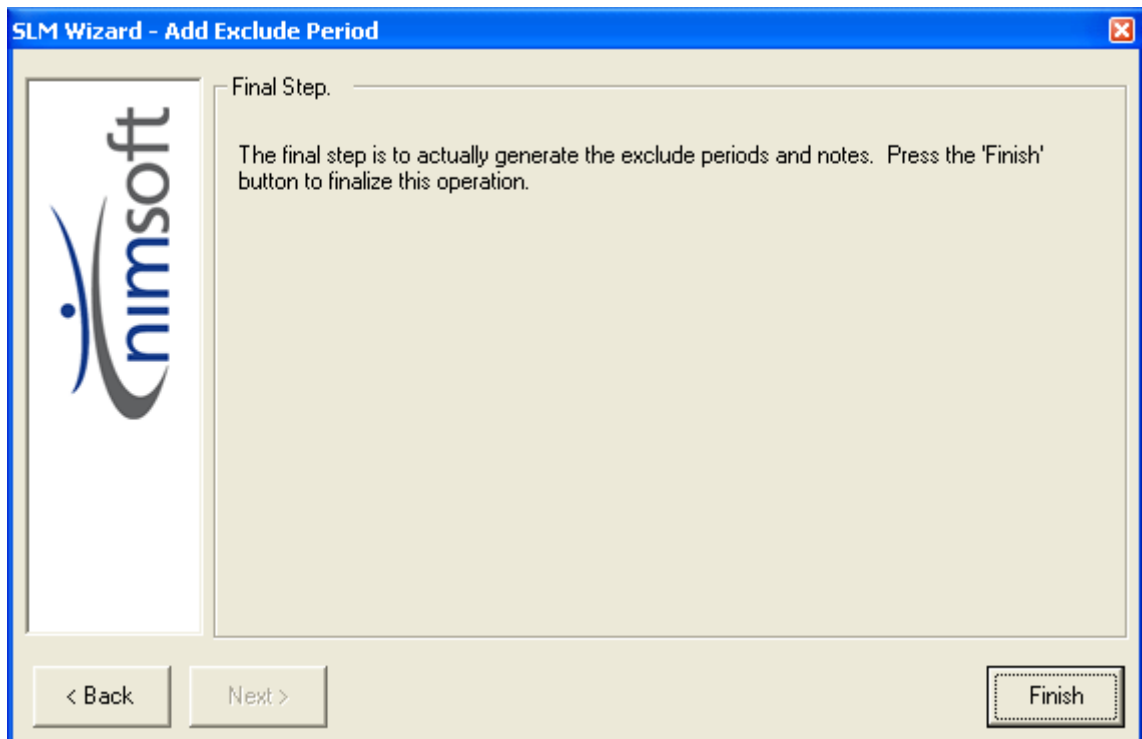 SLM Wizard - Add Exclude Period
nimsoft
Final Step.
The final step is to actually generate the exclude periods and notes.  Press the 'Finish'
button to finalize this operation.
< Back
Next >
Finish